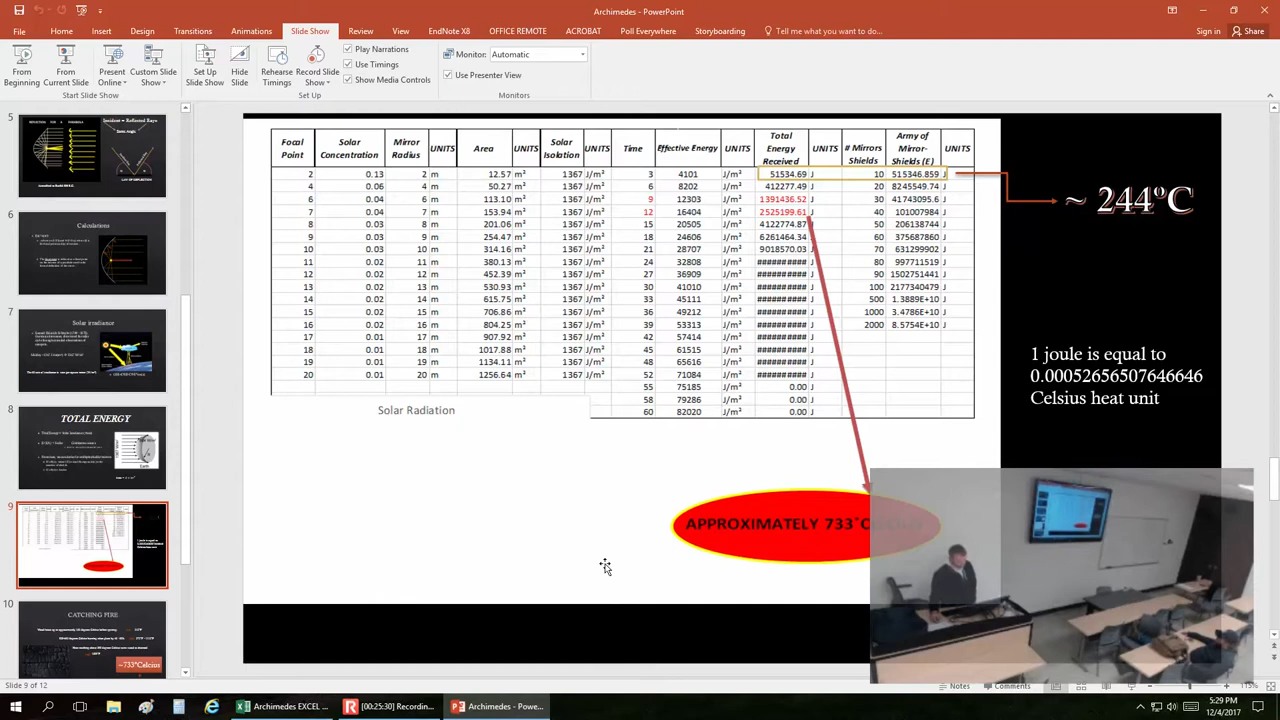 Archimedes - PowerPoint
File Home Insert Design Transitions Animations Slide Show Review View EndNote X8 OFFICE REMOTE ACROBAT Poll Everywhere Storyboarding Tell me what you want to do... Sign in Share
From Beginning From Current Slide Present Online Custom Slide Show Set Up Slide Show Hide Slide Rehearse Timings Record Slide Show
Play Narrations
Use Timings
Show Media Controls
Monitor: Automatic
Use Presenter View
Start Slide Show Set Up Monitors
5
6
Calculations
7
Solar irradiance
8
TOTAL ENERGY
9
10
CATCHING FIRE
~733°Celcius
Focal Point Solar Concentration Mirror Radius UNITS Area UNITS Solar Isolation UNITS Time Effective Energy UNITS Total Energy Received UNITS # Mirrors Shields Army of Mirror-Shields (E) UNITS
2 0.13 2 m 12.57 m² 1367 J/m² 3 4101 J/m² 51534.69 J 10 515346.859 J
4 0.06 4 m 50.27 m² 1367 J/m² 6 8202 J/m² 412277.49 J 20 8245549.74 J
6 0.04 6 m 113.10 m² 1367 J/m² 9 12303 J/m² 1391436.52 J 30 41743095.6 J
7 0.04 7 m 153.94 m² 1367 J/m² 12 16404 J/m² 2525199.61 J 40 101007984 J
8 0.03 8 m 201.06 m² 1367 J/m² 15 20505 J/m² 4122774.87 J 50 206138744 J
9 0.03 9 m 254.47 m² 1367 J/m² 18 24606 J/m² 6261464.34 J 60 375687860 J
10 0.03 10 m 314.16 m² 1367 J/m² 21 28707 J/m² 9018570.03 J 70 631299902 J
11 0.02 11 m 380.13 m² 1367 J/m² 24 32808 J/m² ########## J 80 997711519 J
12 0.02 12 m 452.39 m² 1367 J/m² 27 36909 J/m² ########## J 90 1502751441 J
13 0.02 13 m 530.93 m² 1367 J/m² 30 41010 J/m² ########## J 100 2177340479 J
14 0.02 14 m 615.75 m² 1367 J/m² 33 45111 J/m² ########## J 500 1.3889E+10 J
15 0.02 15 m 706.86 m² 1367 J/m² 36 49212 J/m² ########## J 1000 3.4786E+10 J
16 0.02 16 m 804.25 m² 1367 J/m² 39 53313 J/m² ########## J 2000 8.5754E+10 J
17 0.01 17 m 907.92 m² 1367 J/m² 42 57414 J/m² ########## J
18 0.01 18 m 1017.88 m² 1367 J/m² 45 61515 J/m² ########## J
19 0.01 19 m 1134.11 m² 1367 J/m² 48 65616 J/m² ########## J
20 0.01 20 m 1256.64 m² 1367 J/m² 52 71084 J/m² ########## J
55 75185 J/m² 0.00 J
58 79286 J/m² 0.00 J
60 82020 J/m² 0.00 J
~ 244°C
1 joule is equal to
0.00052656507646646
Celsius heat unit
Solar Radiation
APPROXIMATELY 733°C
Slide 9 of 12 Notes Comments 115%
Archimedes EXCEL ... [00:25:30] Recordin... Archimedes - Powe... 5:29 PM
12/4/2017